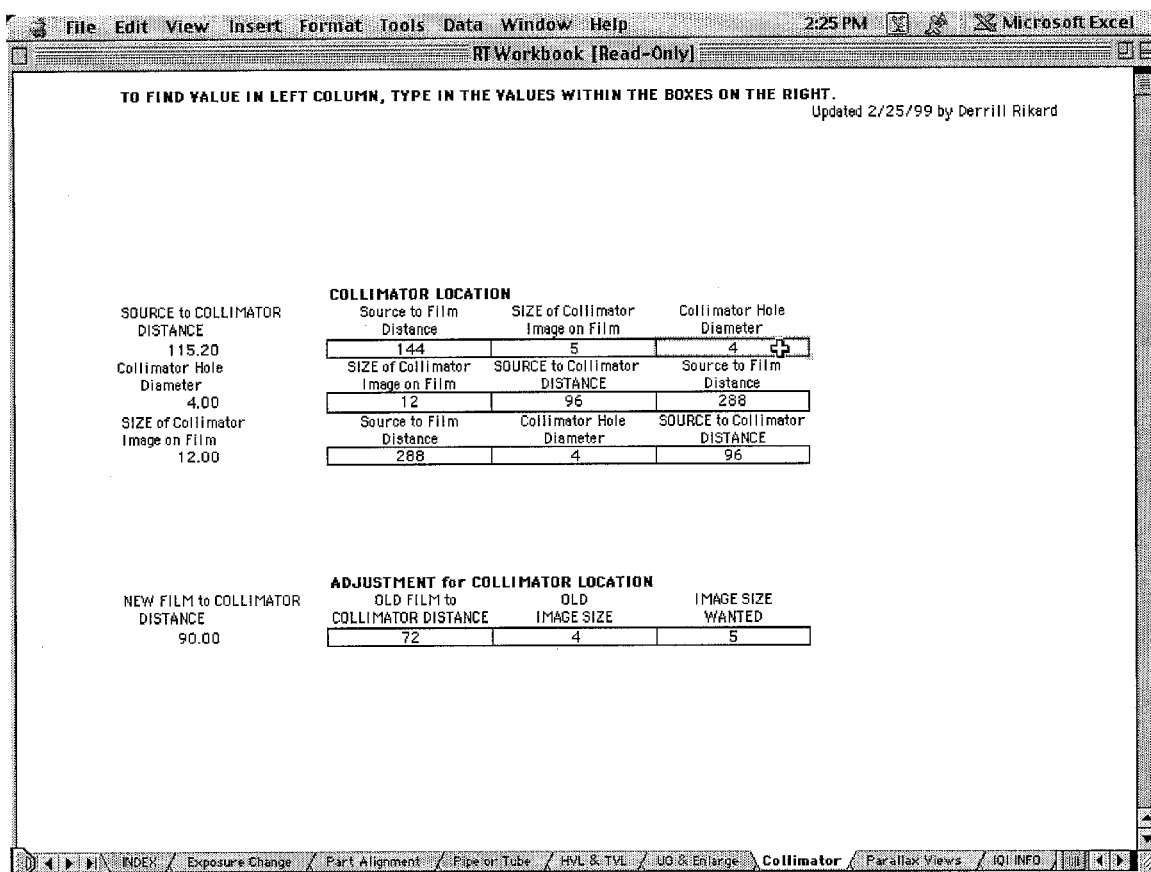 File Edit View Insert Format Tools Data Window Help 2:25 PM Microsoft Excel
RT Workbook [Read-Only]
TO FIND VALUE IN LEFT COLUMN, TYPE IN THE VALUES WITHIN THE BOXES ON THE RIGHT.
Updated 2/25/99 by Derrill Rikard
COLLIMATOR LOCATION
SOURCE to COLLIMATOR Source to Film SIZE of Collimator Collimator Hole
DISTANCE Distance Image on Film Diameter
115.20 144 5 4
Collimator Hole SIZE of Collimator SOURCE to Collimator Source to Film
Diameter Image on Film DISTANCE Distance
4.00 12 96 288
SIZE of Collimator Source to Film Collimator Hole SOURCE to Collimator
Image on Film Distance Diameter DISTANCE
12.00 288 4 96
ADJUSTMENT for COLLIMATOR LOCATION
NEW FILM to COLLIMATOR OLD FILM to OLD IMAGE SIZE
DISTANCE COLLIMATOR DISTANCE IMAGE SIZE WANTED
90.00 72 4 5
INDEX Exposure Change Part Alignment Pipe or Tube HVL & TVL UG & Enlarge Collimator Parallax Views IQI INFO